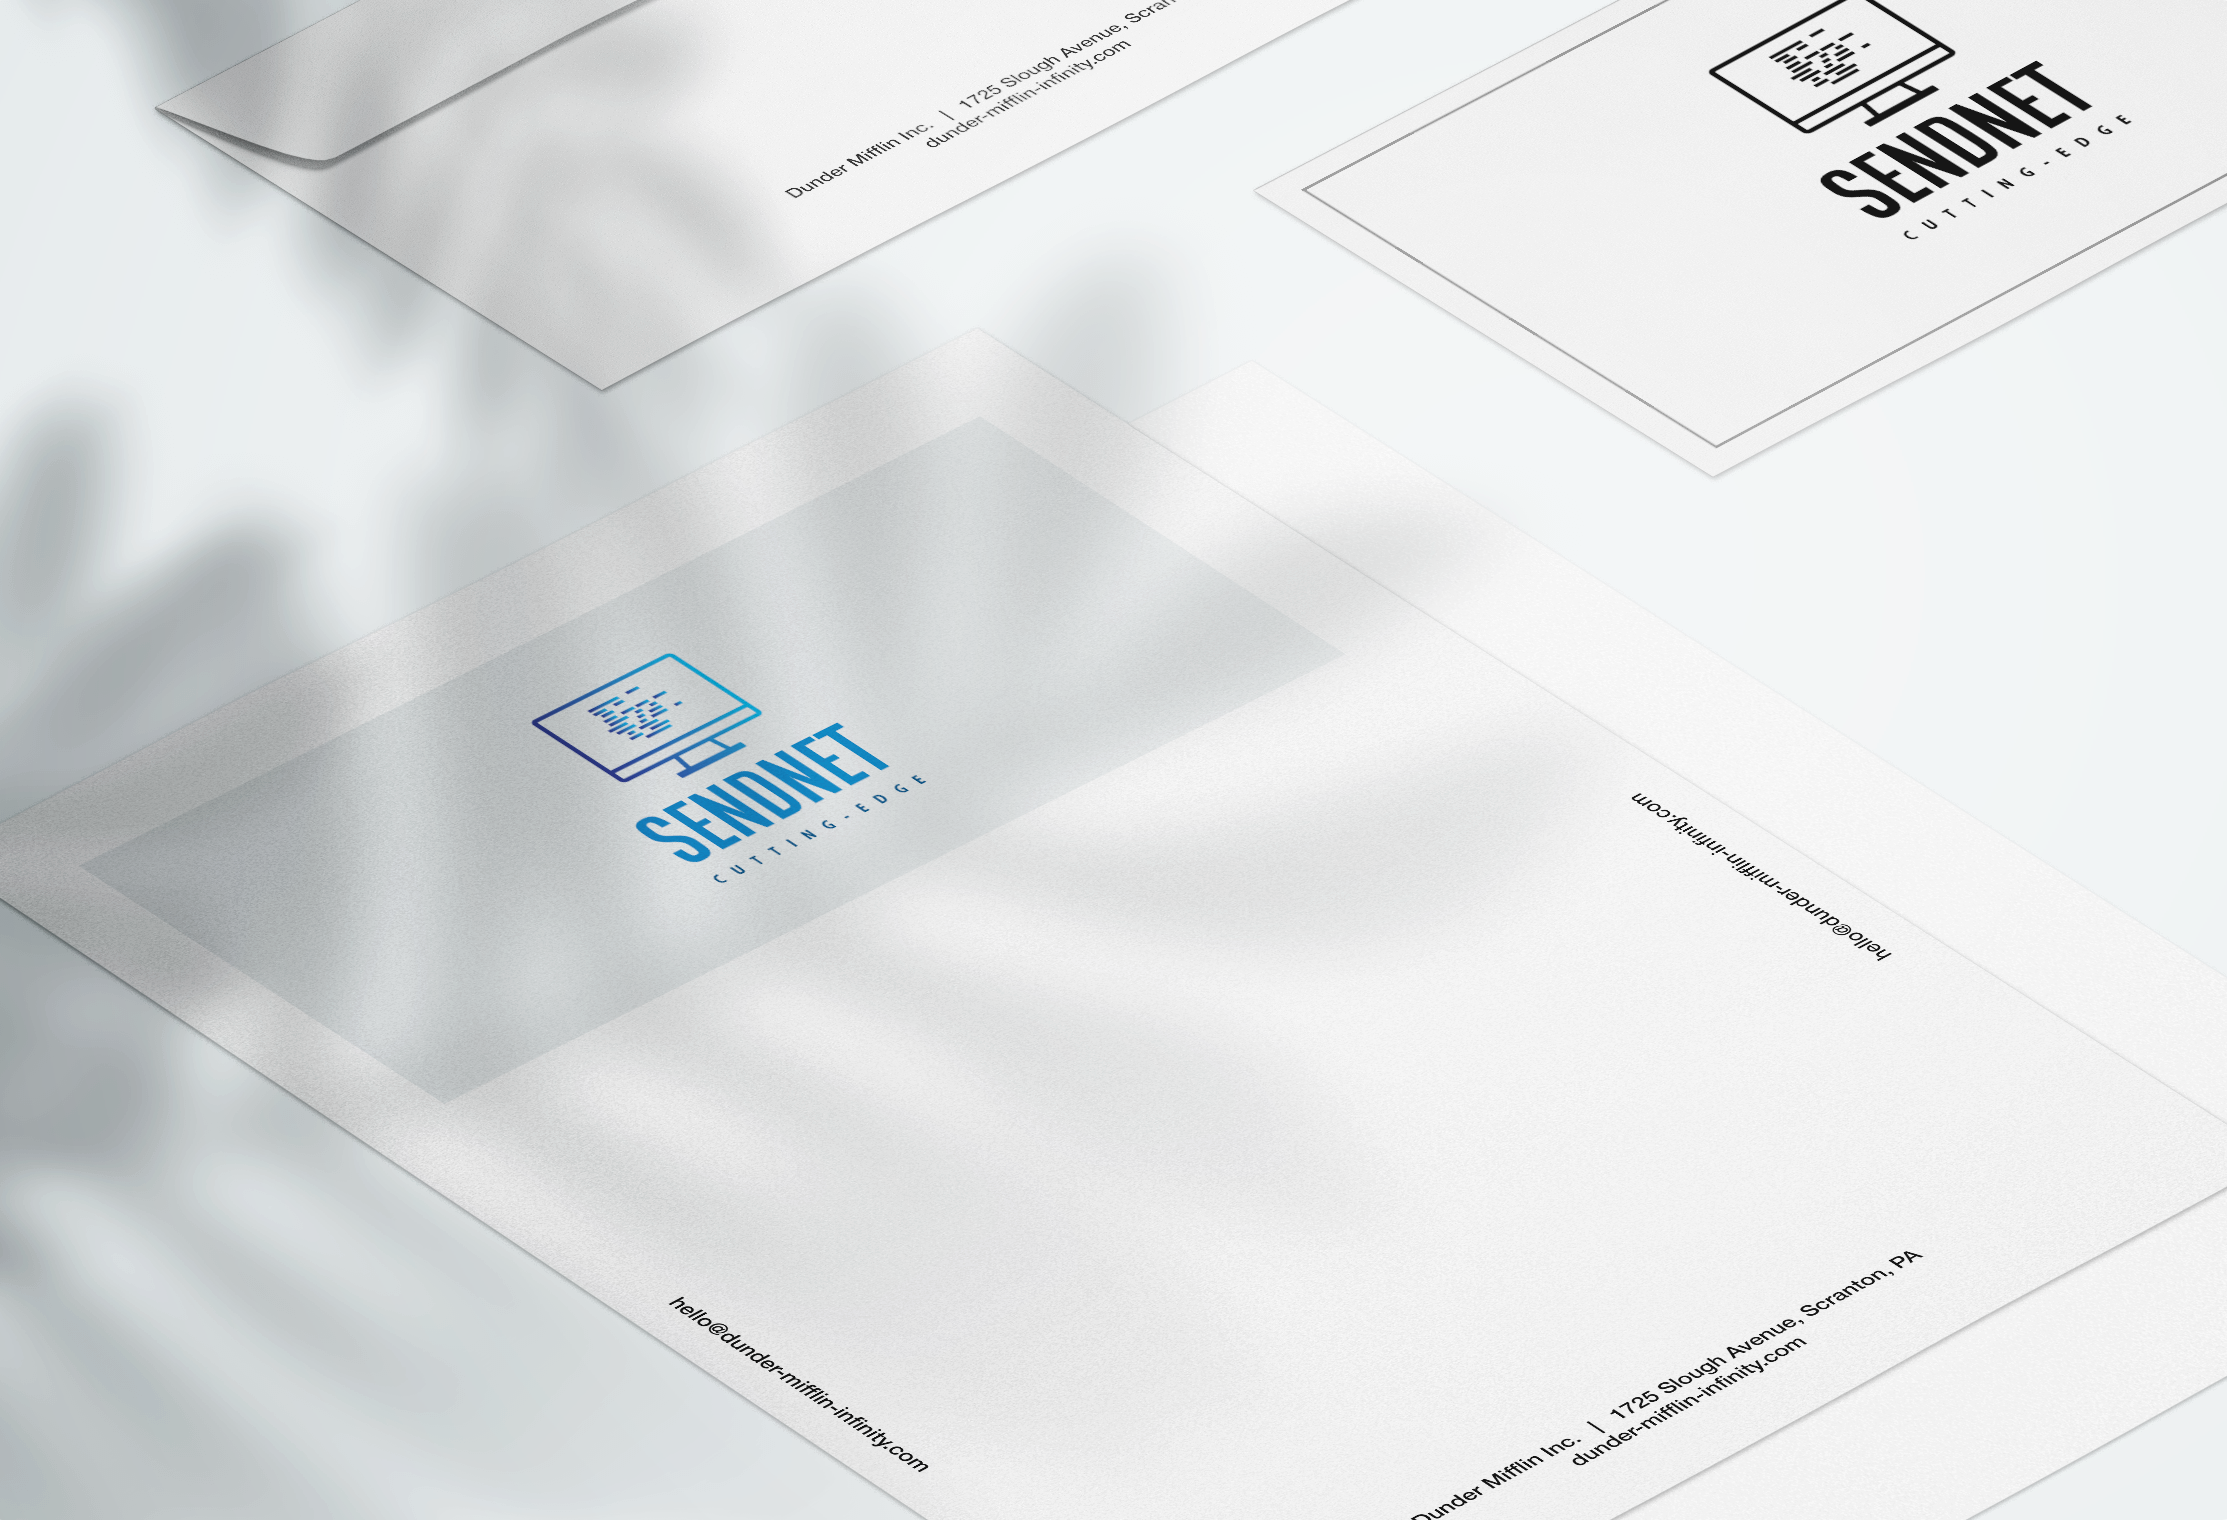 Dunder Mifflin Inc. | 1725 Slough Avenue,
dunder-mifflin-infinity.com
SENDNET
CUTTING-EDGE
SENDNET
CUTTING-EDGE
hello@dunder-mifflin-infinity.com
hello@dunder-mifflin-infinity.com
Dunder Mifflin Inc. | 1725 Slough Avenue, Scranton, PA
dunder-mifflin-infinity.com